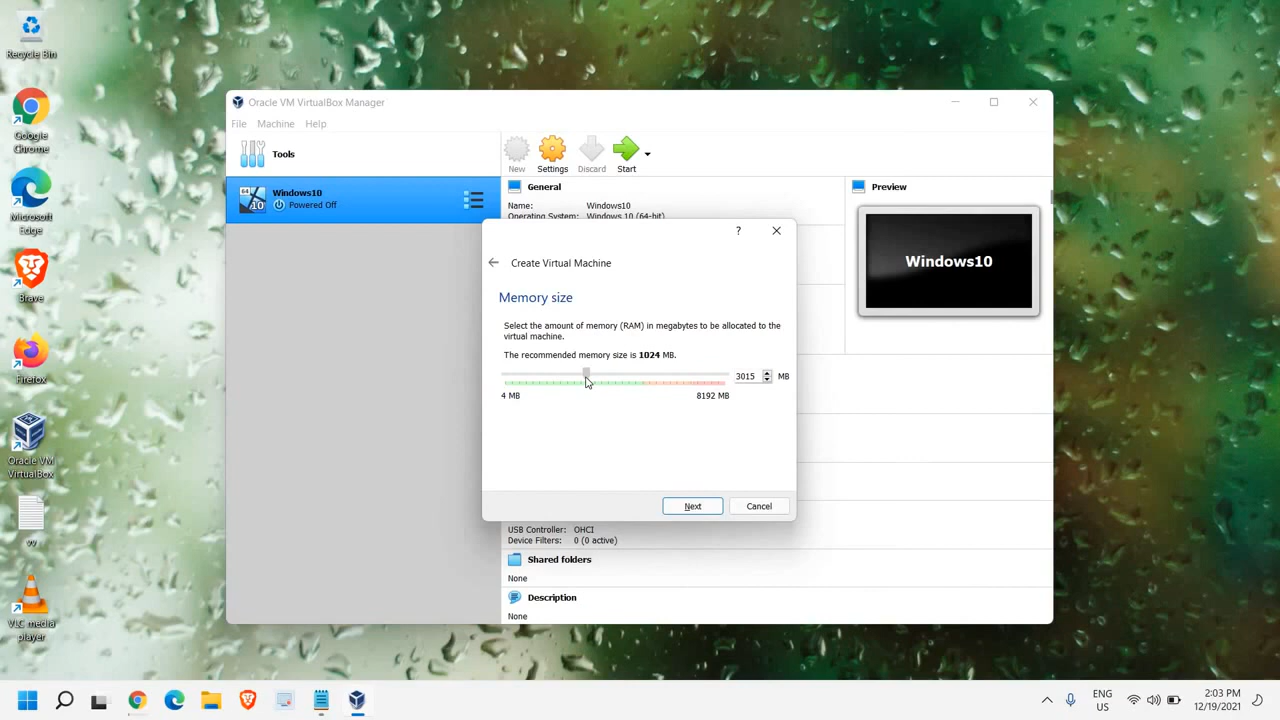 Recycle Bin
Google
Chrome
Microsoft
Edge
Brave
Firefox
Oracle VM
VirtualBox
vv
VLC media
player
Oracle VM VirtualBox Manager
File Machine Help
Tools
New Settings Discard Start
64
10
Windows10
Powered Off
General
Name: Windows10
Operating System: Windows 10 (64-bit)
Preview
Windows10
?
Create Virtual Machine
Memory size
Select the amount of memory (RAM) in megabytes to be allocated to the
virtual machine.
The recommended memory size is 1024 MB.
3015 MB
4 MB 8192 MB
Next Cancel
USB Controller: OHCI
Device Filters: 0 (0 active)
Shared folders
None
Description
None
ENG
US
2:03 PM
12/19/2021